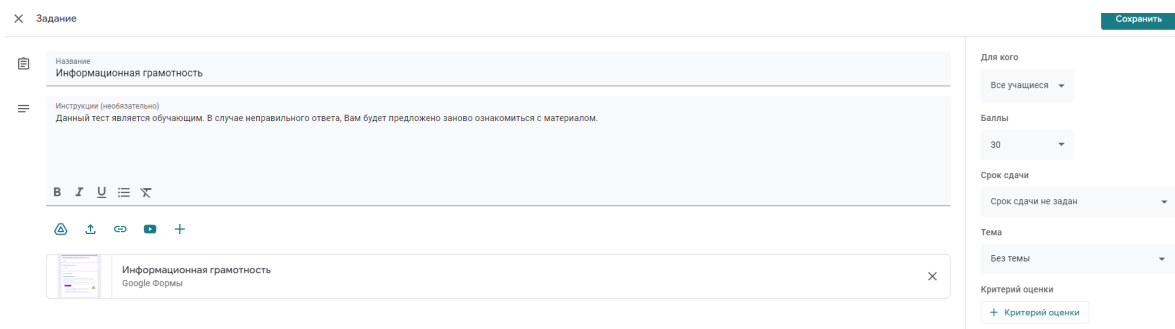 Задание
Сохранить
Название
Информационная грамотность
Инструкции (необязательно)
Данный тест является обучающим. В случае неправильного ответа, Вам будет предложено заново ознакомиться с материалом.
B I U
Информационная грамотность
Google Формы
Для кого
Все учащиеся
Баллы
30
Срок сдачи
Срок сдачи не задан
Тема
Без темы
Критерий оценки
+ Критерий оценки